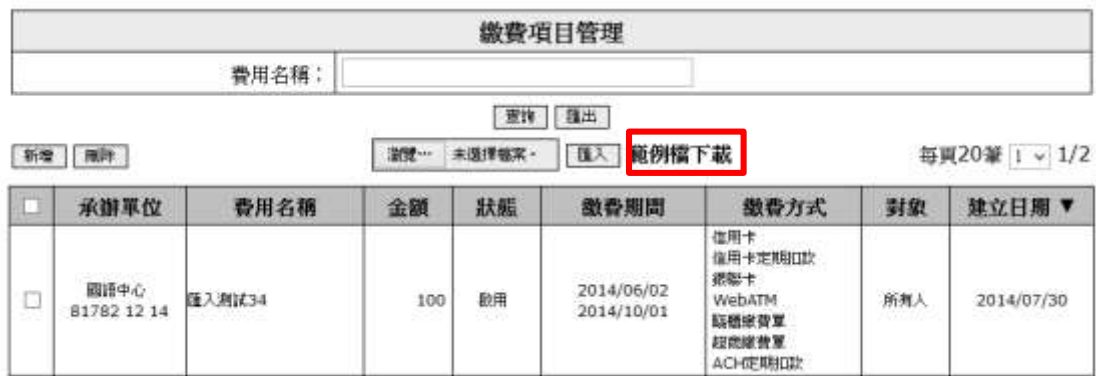 繳費項目管理
費用名稱：
查詢 匯出
新增 刪除 瀏覽… 未選擇檔案。 匯入 範例檔下載 每頁20筆 1 1/2
承辦單位 費用名稱 金額 狀態 繳費期間 繳費方式 對象 建立日期 ▼
國語中心
81782 12 14
匯入測試34
100
啟用
2014/06/02
2014/10/01
信用卡
信用卡定期扣款
銀聯卡
WebATM
臨櫃繳費單
超商繳費單
ACH定期扣款
所有人
2014/07/30